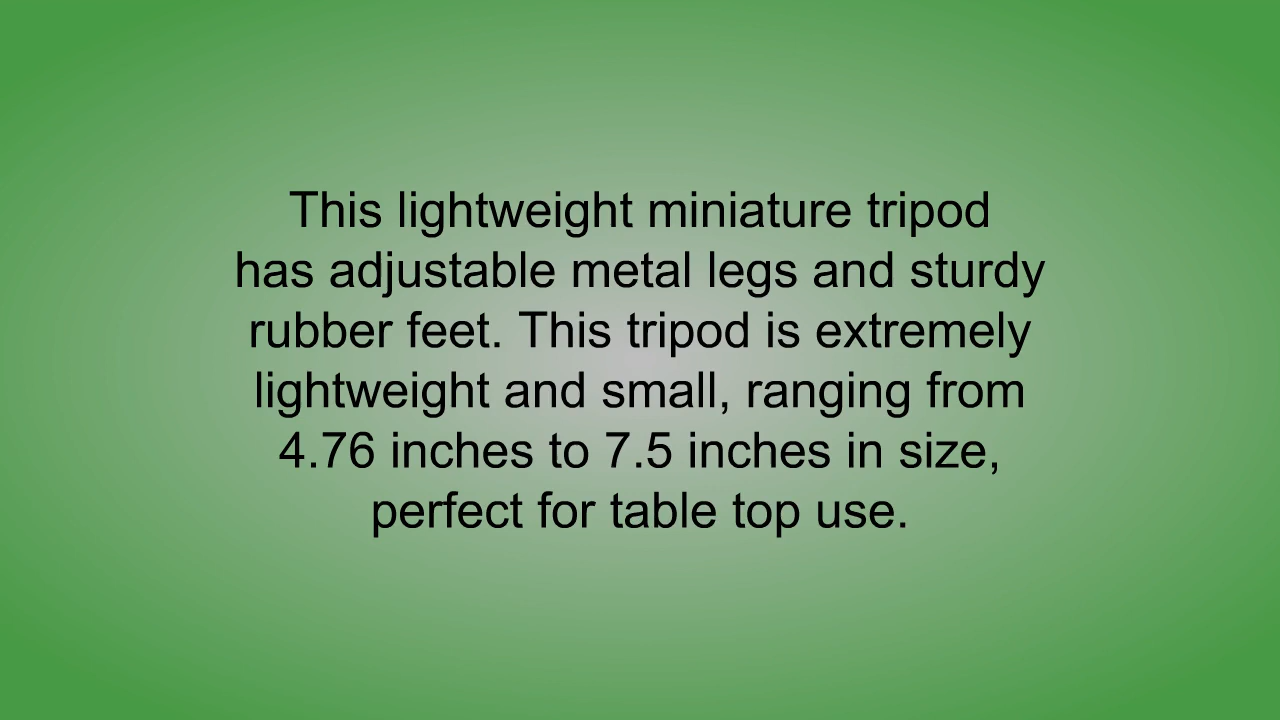 This lightweight miniature tripod
has adjustable metal legs and sturdy
rubber feet. This tripod is extremely
lightweight and small, ranging from
4.76 inches to 7.5 inches in size,
perfect for table top use.